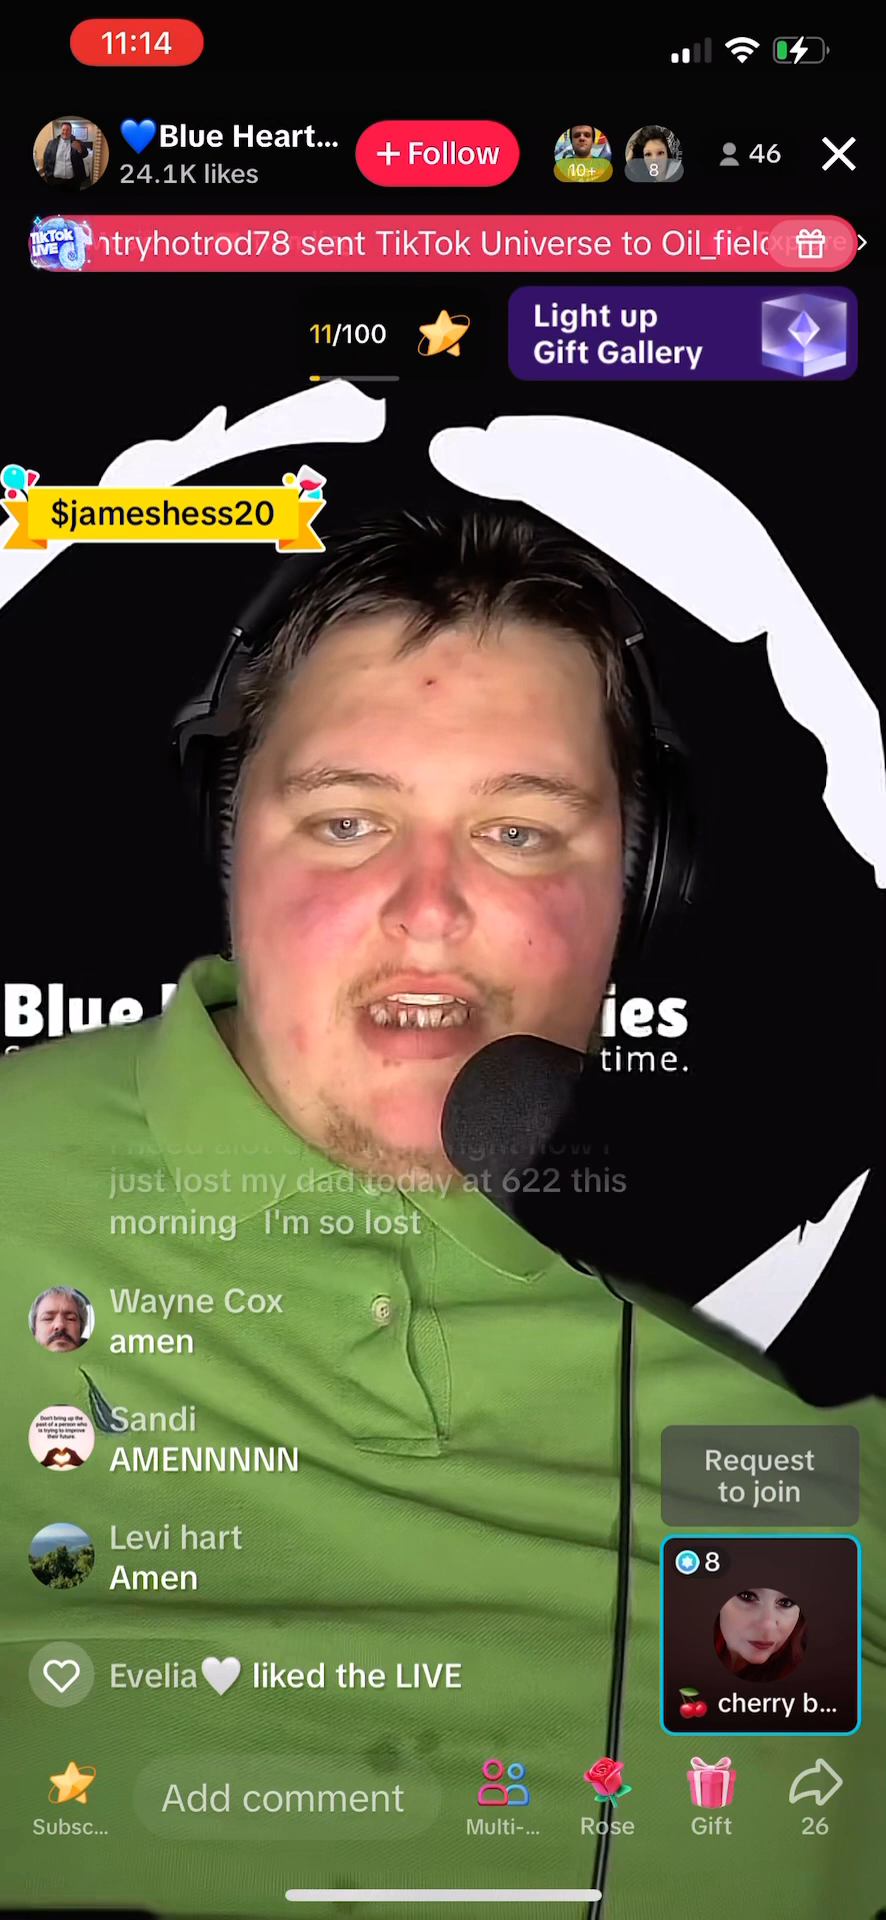 11:14
💙Blue Heart...
24.1K likes
+ Follow
10+
8
46
TikTok LIVE
ntryhotrod78 sent TikTok Universe to Oil_fiel
11/100
Light up
Gift Gallery
$jameshess20
Blue
ies
time.
just lost my dad today at 622 this
morning I'm so lost
Wayne Cox
amen
Sandi
AMENNNNN
Levi hart
Amen
Evelia🤍 liked the LIVE
Request
to join
8
🍒 cherry b...
Subsc...
Add comment
Multi-...
Rose
Gift
26